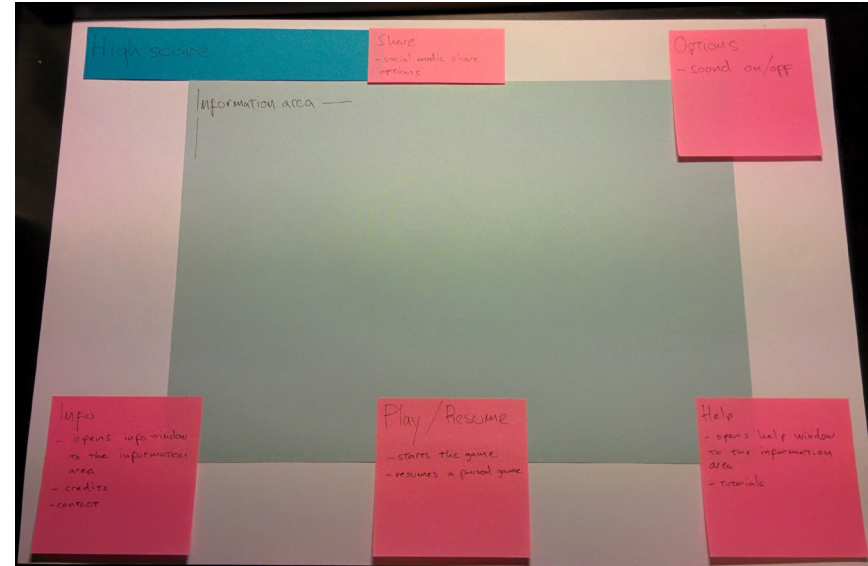 High score
Share
- social media share
options
Options
- sound on/off
Information area
Info
- opens info window
to the information
area
- credits
- contact
Play/Resume
- starts the game
- resumes a paused game
Help
- opens help window
to the information
area
- tutorials